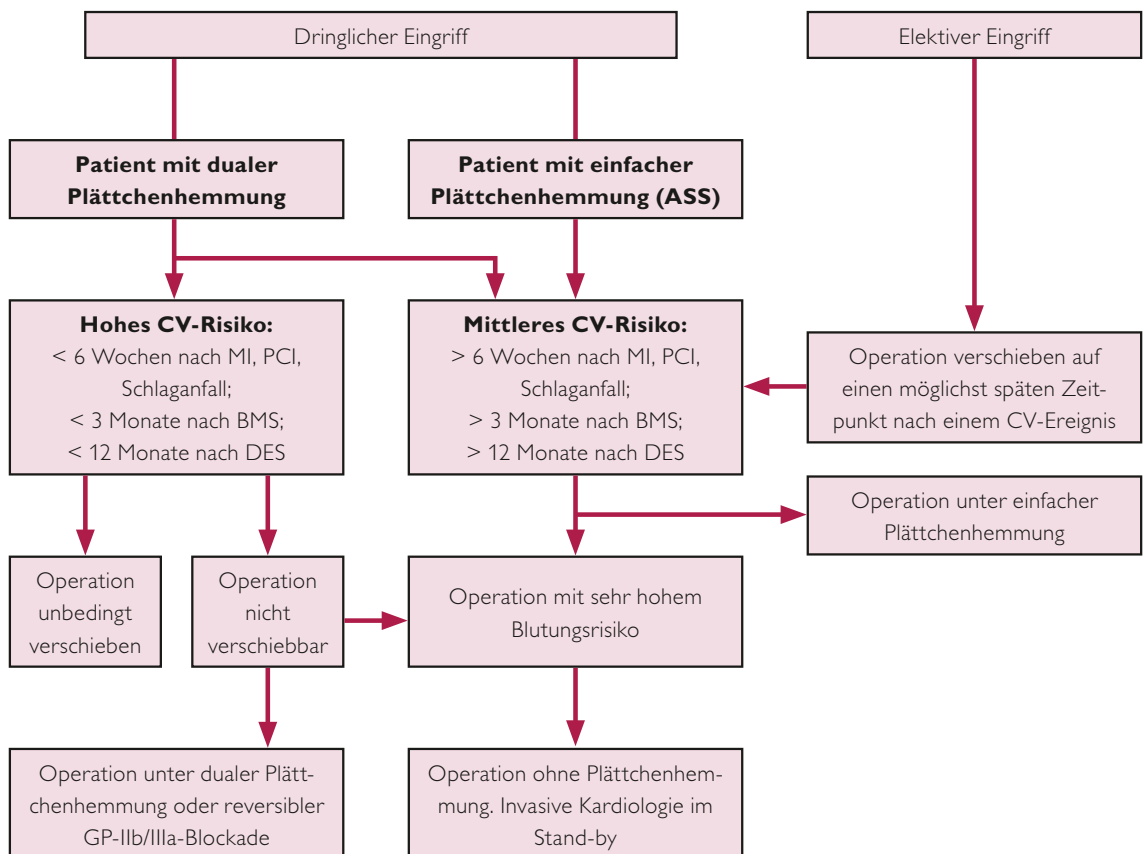 Dringlicher Eingriff
Elektiver Eingriff
Patient mit dualer
Plättchenhemmung
Patient mit einfacher
Plättchenhemmung (ASS)
Hohes CV-Risiko:
< 6 Wochen nach MI, PCI,
Schlaganfall;
< 3 Monate nach BMS;
< 12 Monate nach DES
Mittleres CV-Risiko:
> 6 Wochen nach MI, PCI,
Schlaganfall;
> 3 Monate nach BMS;
> 12 Monate nach DES
Operation verschieben auf
einen möglichst späten Zeit-
punkt nach einem CV-Ereignis
Operation unter einfacher
Plättchenhemmung
Operation
unbedingt
verschieben
Operation
nicht
verschiebbar
Operation mit sehr hohem
Blutungsrisiko
Operation unter dualer Plätt-
chenhemmung oder reversibler
GP-IIb/IIIa-Blockade
Operation ohne Plättchenhem-
mung. Invasive Kardiologie im
Stand-by